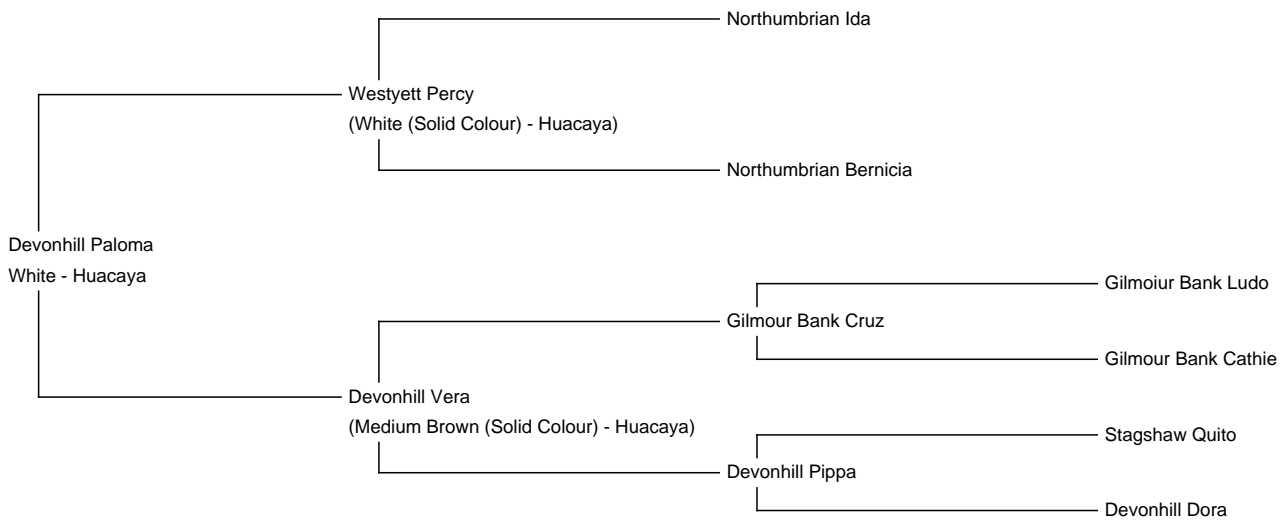 Northumbrian Ida
Westyett Percy
(White (Solid Colour) - Huacaya)
Northumbrian Bernicia
Devonhill Paloma
White - Huacaya
Gilmoiur Bank Ludo
Gilmour Bank Cruz
Gilmour Bank Cathie
Devonhill Vera
(Medium Brown (Solid Colour) - Huacaya)
Stagshaw Quito
Devonhill Pippa
Devonhill Dora